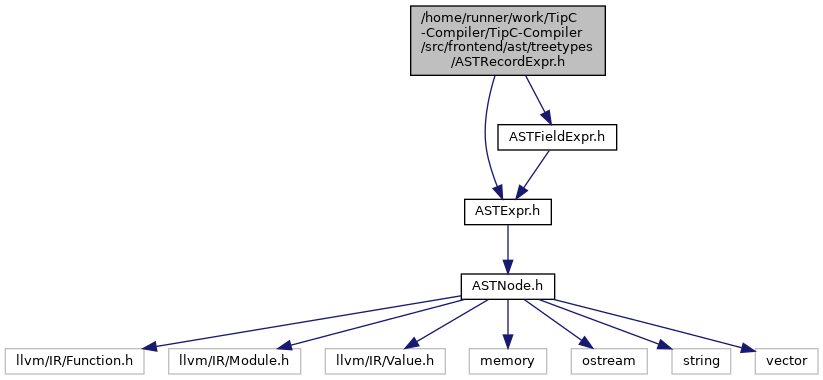 /home/runner/work/TipC
-Compiler/TipC-Compiler
/src/frontend/ast/treetypes
/ASTRecordExpr.h
ASTFieldExpr.h
ASTExpr.h
ASTNode.h
llvm/IR/Function.h
llvm/IR/Module.h
llvm/IR/Value.h
memory
ostream
string
vector